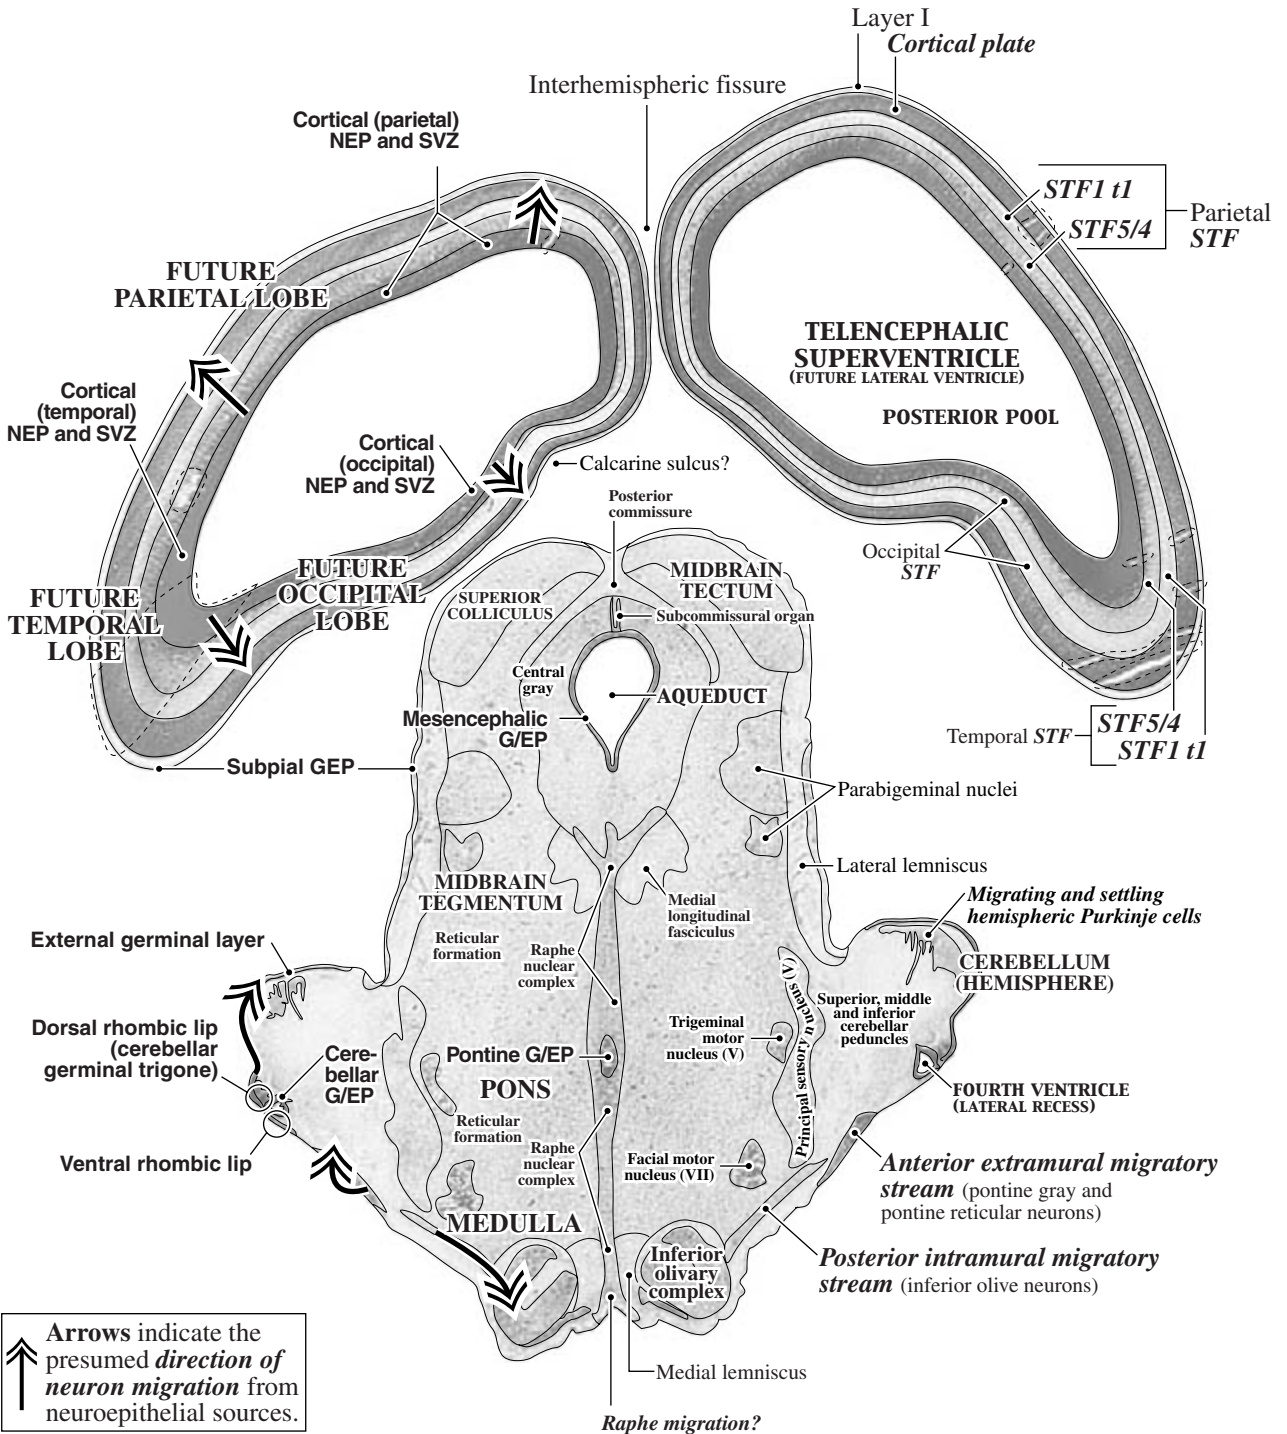 Layer I
Cortical plate
Interhemispheric fissure
Cortical (parietal)
NEP and SVZ
STF1 t1
STF5/4
Parietal
STF
FUTURE
PARIETAL LOBE
TELENCEPHALIC
SUPERVENTRICLE
(FUTURE LATERAL VENTRICLE)
POSTERIOR POOL
Cortical
(temporal)
NEP and SVZ
Cortical
(occipital)
NEP and SVZ
Calcarine sulcus?
Posterior
commissure
Occipital
STF
FUTURE
OCCIPITAL
LOBE
FUTURE
TEMPORAL
LOBE
SUPERIOR
COLLICULUS
MIDBRAIN
TECTUM
Subcommissural organ
Central
gray
AQUEDUCT
Mesencephalic
G/EP
Temporal STF
STF5/4
STF1 t1
Subpial GEP
Parabigeminal nuclei
Lateral lemniscus
MIDBRAIN
TEGMENTUM
Medial
longitudinal
fasciculus
Migrating and settling
hemispheric Purkinje cells
External germinal layer
Reticular
formation
Raphe
nuclear
complex
CEREBELLUM
(HEMISPHERE)
Superior, middle
and inferior
cerebellar
peduncles
Principal sensory nucleus (V)
Trigeminal
motor
nucleus (V)
Dorsal rhombic lip
(cerebellar
germinal trigone)
Cere-
bellar
G/EP
Pontine G/EP
PONS
FOURTH VENTRICLE
(LATERAL RECESS)
Reticular
formation
Raphe
nuclear
complex
Facial motor
nucleus (VII)
Ventral rhombic lip
Anterior extramural migratory
stream (pontine gray and
pontine reticular neurons)
MEDULLA
Inferior
olivary
complex
Posterior intramural migratory
stream (inferior olive neurons)
Arrows indicate the
presumed direction of
neuron migration from
neuroepithelial sources.
Medial lemniscus
Raphe migration?